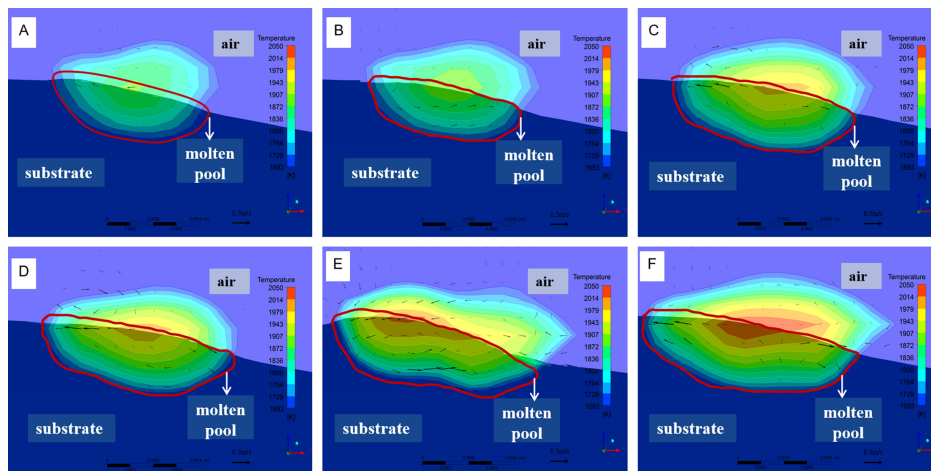 A
air
Temperature
2050
2014
1979
1943
1907
1872
1836
1800
1764
1729
1693
[K]
substrate
molten
pool
B
air
Temperature
2050
2014
1979
1943
1907
1872
1836
1800
1764
1729
1693
[K]
substrate
molten
pool
C
air
Temperature
2050
2014
1979
1943
1907
1872
1836
1800
1764
1729
1693
[K]
substrate
molten
pool
D
air
Temperature
2050
2014
1979
1943
1907
1872
1836
1800
1764
1729
1693
[K]
substrate
molten
pool
E
air
Temperature
2050
2014
1979
1943
1907
1872
1836
1800
1764
1729
1693
[K]
substrate
molten
pool
F
air
Temperature
2050
2014
1979
1943
1907
1872
1836
1800
1764
1729
1693
[K]
substrate
molten
pool